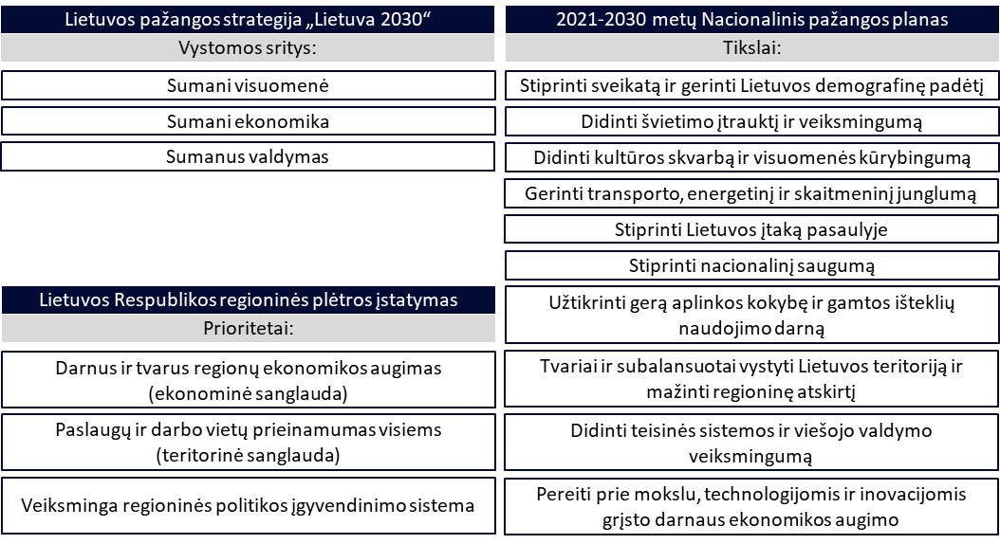 Lietuvos pažangos strategija „Lietuva 2030“
Vystomos sritys:
Sumani visuomenė
Sumani ekonomika
Sumanus valdymas
Lietuvos Respublikos regioninės plėtros įstatymas
Prioritetai:
Darnus ir tvarus regionų ekonomikos augimas
(ekonominė sanglauda)
Paslaugų ir darbo vietų prieinamumas visiems
(teritorinė sanglauda)
Veiksminga regioninės politikos įgyvendinimo sistema
2021-2030 metų Nacionalinis pažangos planas
Tikslai:
Stiprinti sveikatą ir gerinti Lietuvos demografinę padėtį
Didinti švietimo įtrauktį ir veiksmingumą
Didinti kultūros skvarbą ir visuomenės kūrybingumą
Gerinti transporto, energetinį ir skaitmeninį junglumą
Stiprinti Lietuvos įtaką pasaulyje
Stiprinti nacionalinį saugumą
Užtikrinti gerą aplinkos kokybę ir gamtos išteklių
naudojimo darną
Tvariai ir subalansuotai vystyti Lietuvos teritoriją ir
mažinti regioninę atskirtį
Didinti teisinės sistemos ir viešojo valdymo
veiksmingumą
Pereiti prie mokslu, technologijomis ir inovacijomis
grįsto darnaus ekonomikos augimo